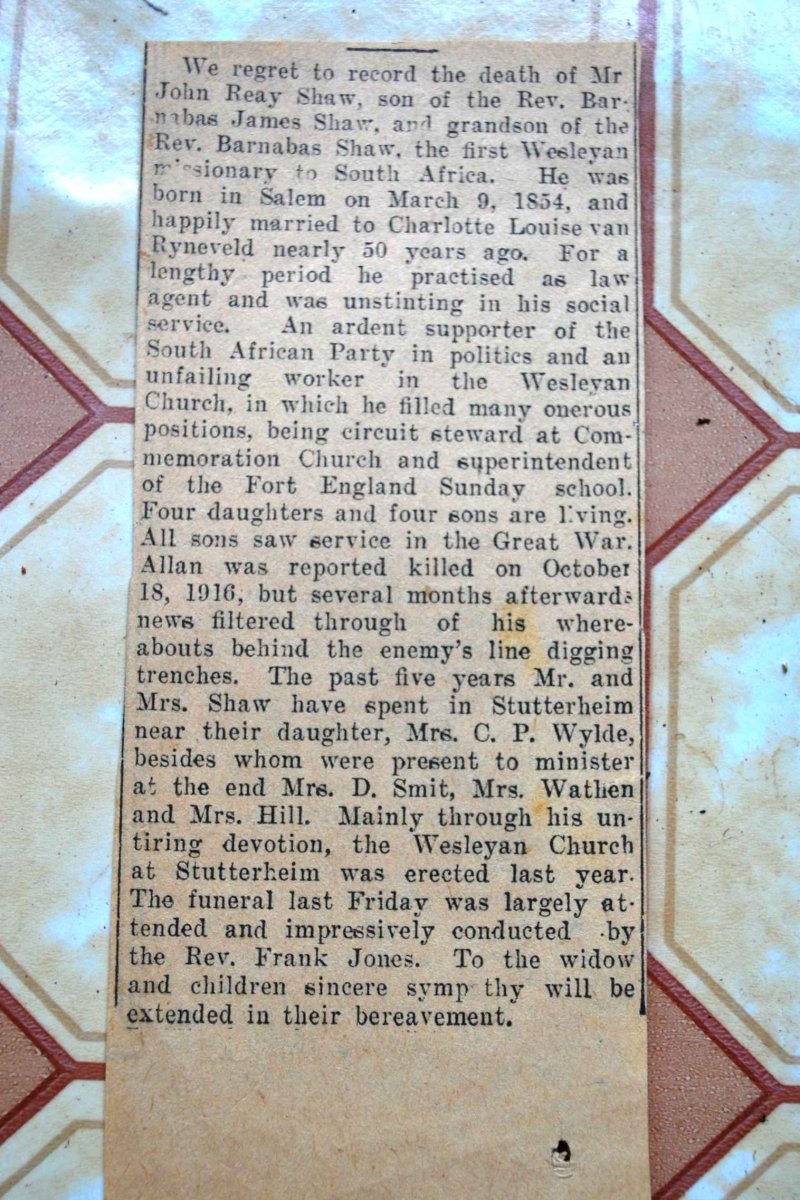 We regret to record the death of Mr
John Reay Shaw, son of the Rev. Bar-
nabas James Shaw, and grandson of the
Rev. Barnabas Shaw, the first Wesleyan
missionary to South Africa. He was
born in Salem on March 9, 1854, and
happily married to Charlotte Louise van
Ryneveld nearly 50 years ago. For a
lengthy period he practised as law
agent and was unstinting in his social
service. An ardent supporter of the
South African Party in politics and an
unfailing worker in the Wesleyan
Church, in which he filled many onerous
positions, being circuit steward at Com-
memoration Church and superintendent
of the Fort England Sunday school.
Four daughters and four sons are living.
All sons saw service in the Great War.
Allan was reported killed on October
18, 1916, but several months afterwards
news filtered through of his where-
abouts behind the enemy's line digging
trenches. The past five years Mr. and
Mrs. Shaw have spent in Stutterheim
near their daughter, Mrs. C. P. Wylde,
besides whom were present to minister
at the end Mrs. D. Smit, Mrs. Wathen
and Mrs. Hill. Mainly through his un-
tiring devotion, the Wesleyan Church
at Stutterheim was erected last year.
The funeral last Friday was largely at-
tended and impressively conducted by
the Rev. Frank Jones. To the widow
and children sincere symp thy will be
extended in their bereavement.